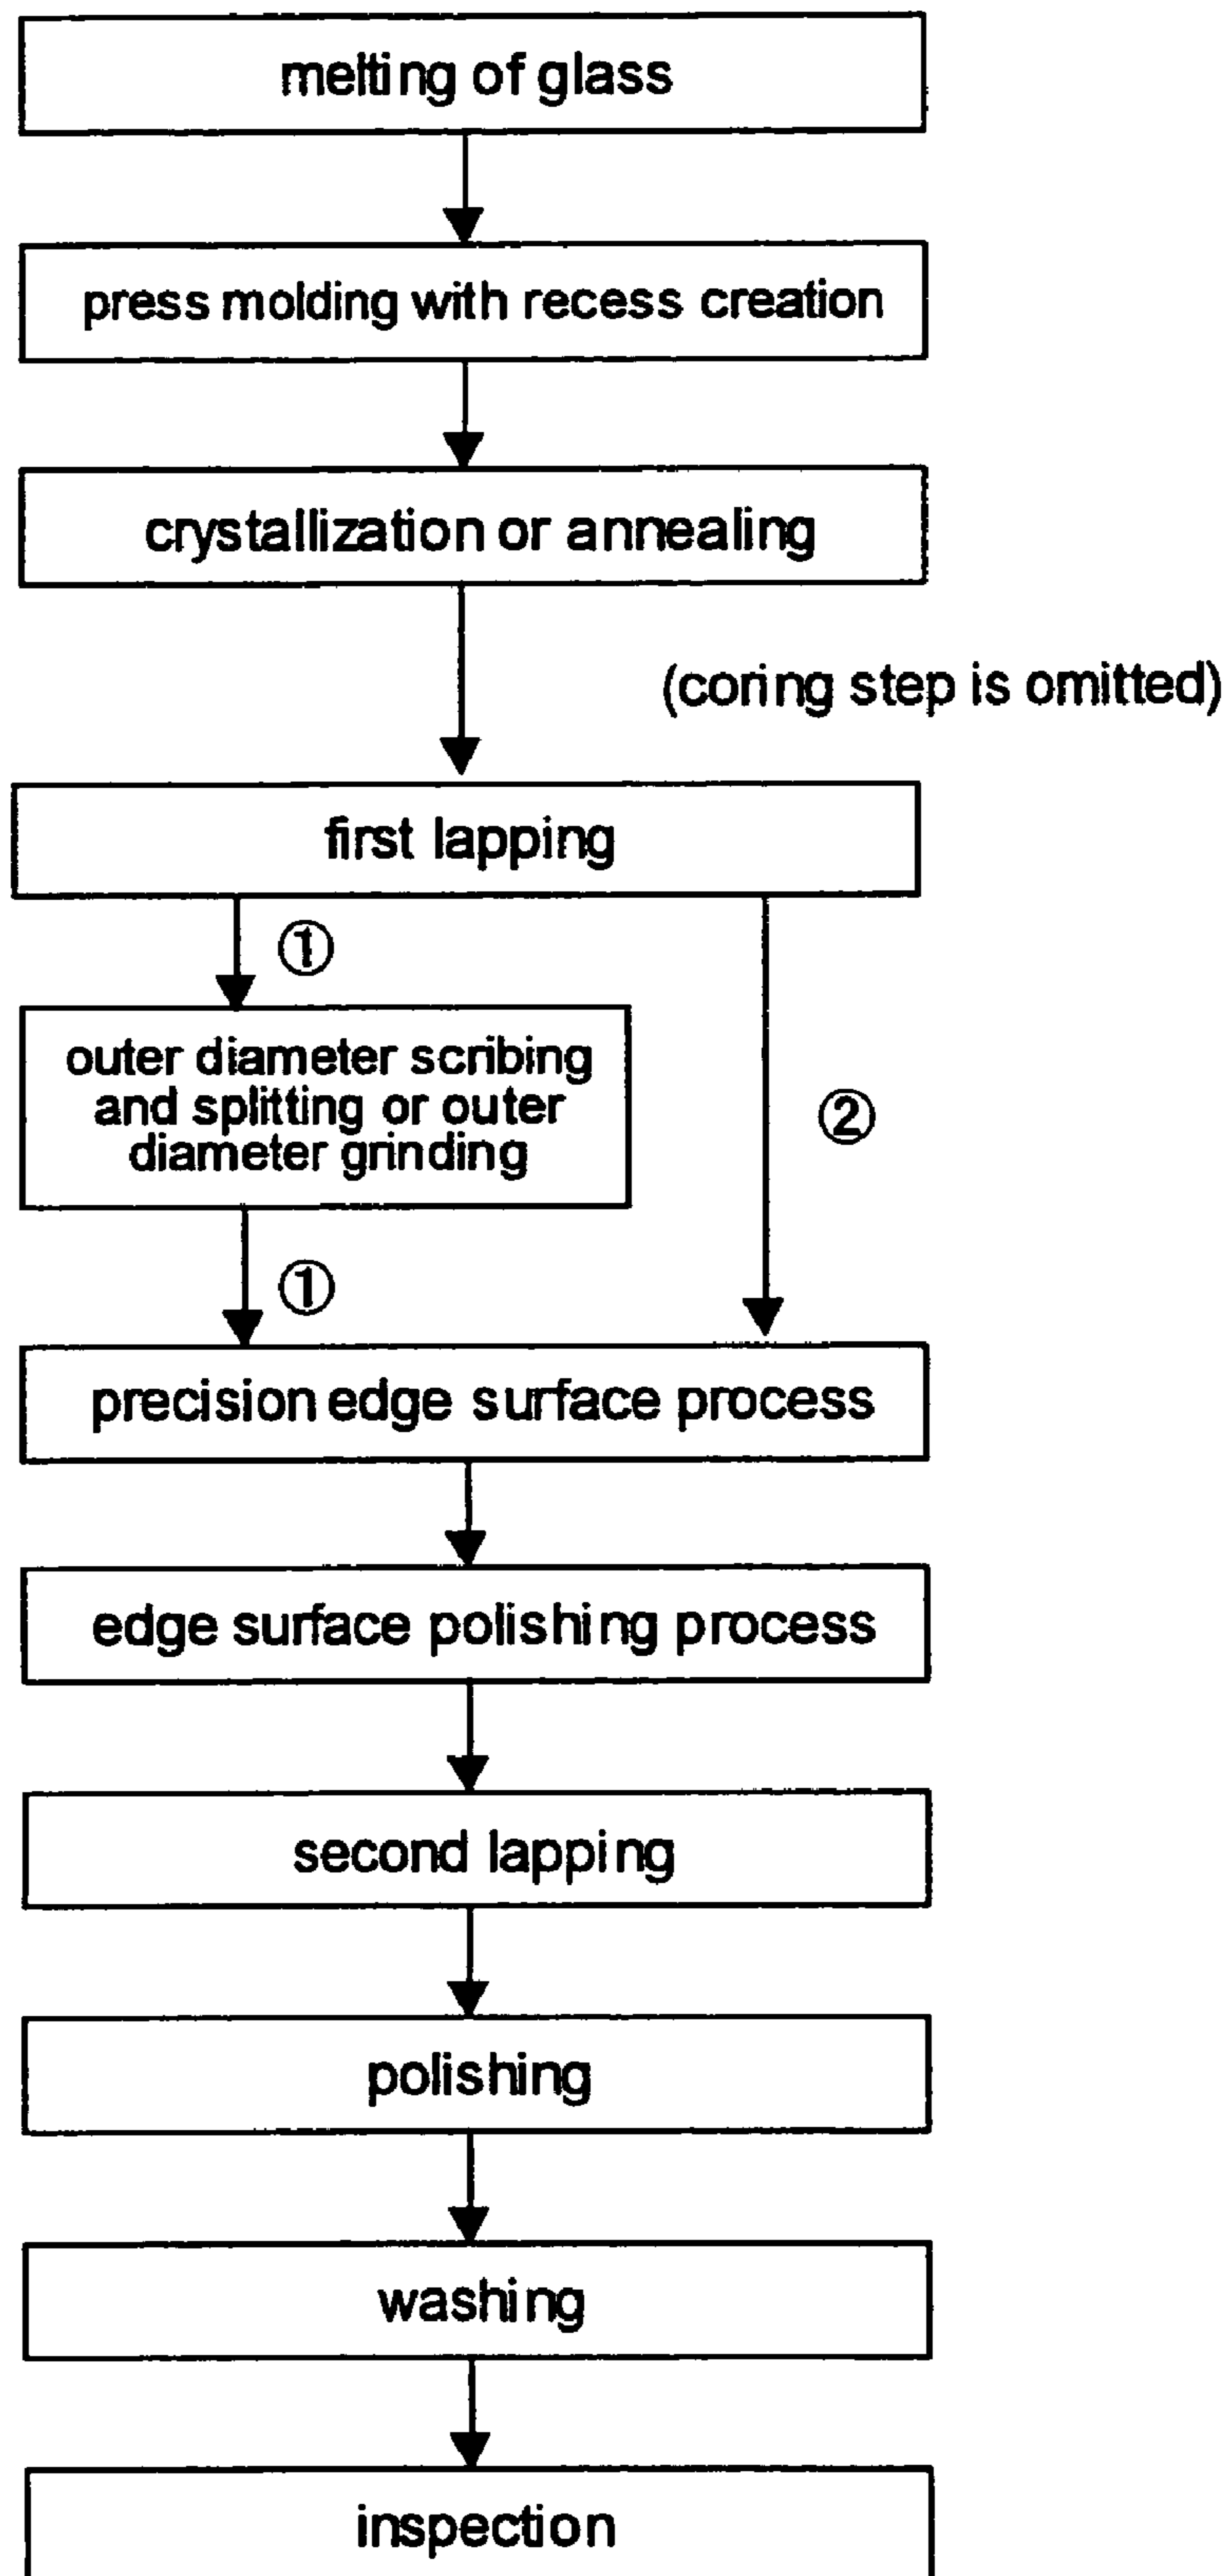 melting of glass
press molding with recess creation
crystallization or annealing
(coring step is omitted)
first lapping
①
outer diameter scribing
and splitting or outer
diameter grinding
②
①
precision edge surface process
edge surface polishing process
second lapping
polishing
washing
inspection